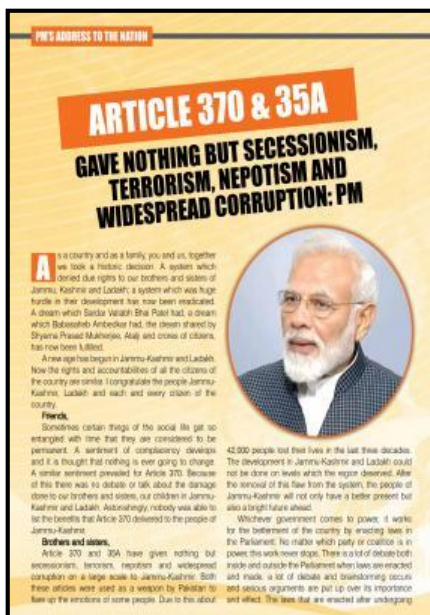 PM'S ADDRESS TO THE NATION
ARTICLE 370 & 35A
GAVE NOTHING BUT SECESSIONISM,
TERRORISM, NEPOTISM AND
WIDESPREAD CORRUPTION: PM
As a country and as a family, you and us, together
we took a historic decision. A system which
denied due rights to our brothers and sisters of
Jammu, Kashmir and Ladakh; a system which was huge
hurdle in their development has now been eradicated.
A dream which Sardar Vallabh Bhai Patel had, a dream
which Babasaheb Ambedkar had, the dream shared by
Shyama Prasad Mukherjee, Atalji and crores of citizens,
has now been fulfilled.
A new age has begun in Jammu-Kashmir and Ladakh.
Now the rights and accountabilities of all the citizens of
the country are similar. I congratulate the people Jammu-
Kashmir, Ladakh and each and every citizen of the
country.
Friends,
Sometimes certain things of the social life get so
entangled with time that they are considered to be
permanent. A sentiment of complacency develops
and it is thought that nothing is ever going to change.
A similar sentiment prevailed for Article 370. Because
of this there was no debate or talk about the damage
done to our brothers and sisters, our children in Jammu-
Kashmir and Ladakh. Astonishingly, nobody was able to
list the benefits that Article 370 delivered to the people of
Jammu-Kashmir.
Brothers and sisters,
Article 370 and 35A have given nothing but
secessionism, terrorism, nepotism and widespread
corruption on a large scale to Jammu-Kashmir. Both
these articles were used as a weapon by Pakistan to
flare up the emotions of some people. Due to this about
42,000 people lost their lives in the last three decades.
The development in Jammu-Kashmir and Ladakh could
not be done on levels which the region deserved. After
the removal of this flaw from the system, the people of
Jammu-Kashmir will not only have a better present but
also a bright future ahead.
Whichever government comes to power, it works
for the betterment of the country by enacting laws in
the Parliament. No matter which party or coalition is in
power, this work never stops. There is a lot of debate both
inside and outside the Parliament when laws are enacted
and made, a lot of debate and brainstorming occurs
and serious arguments are put up over its importance
and effect. The laws that are enacted after undergoing